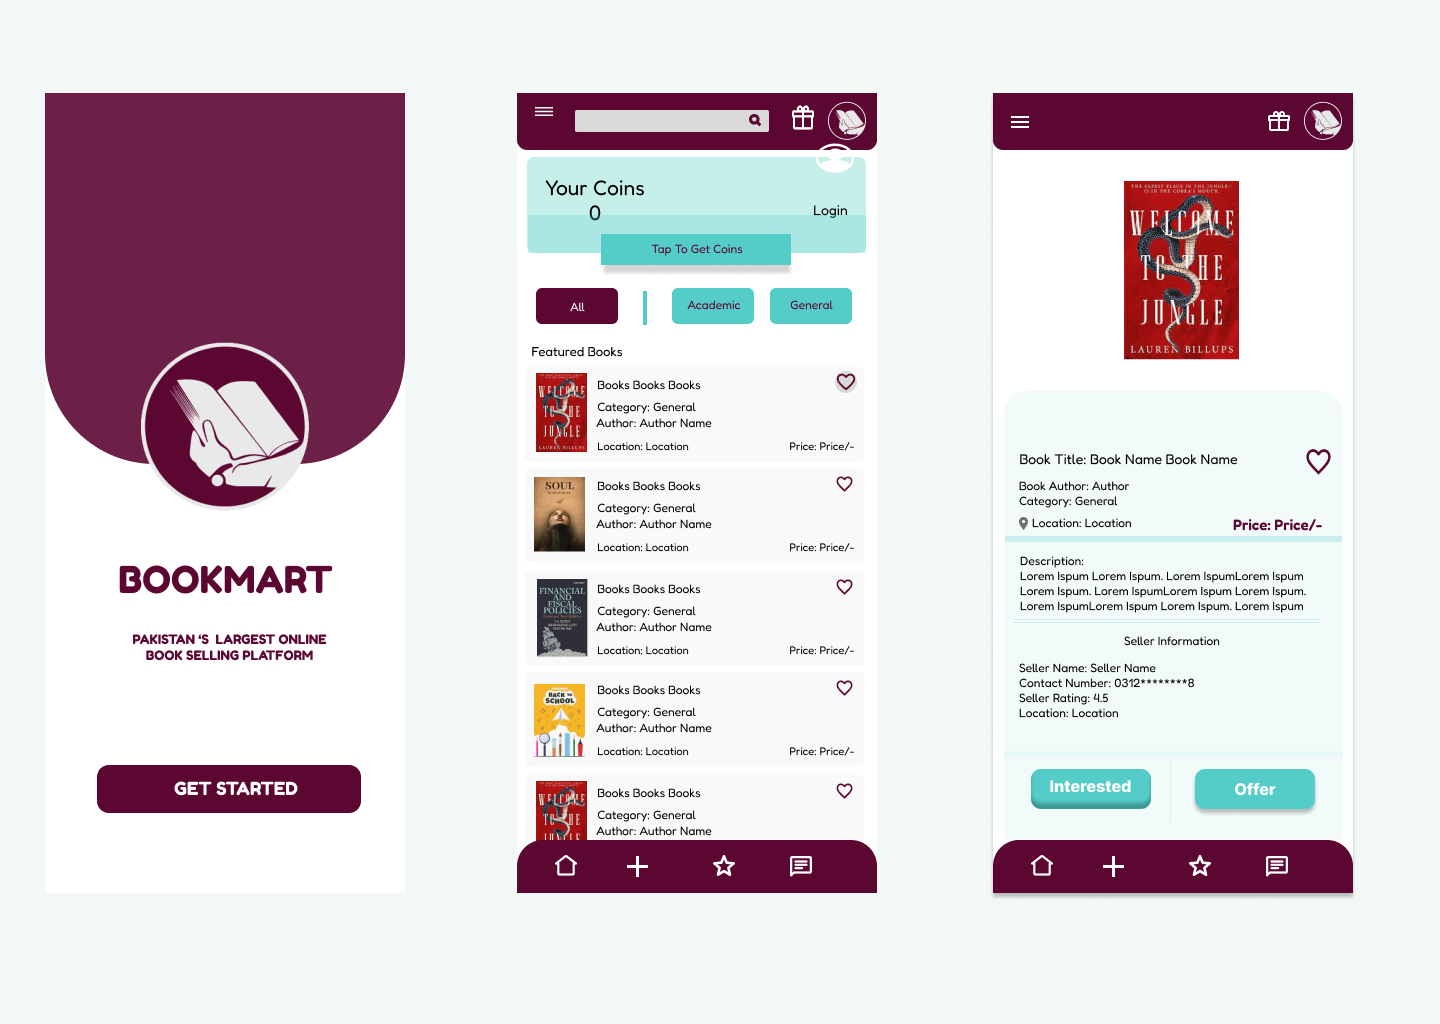 BOOKMART
PAKISTAN ‘S LARGEST ONLINE
BOOK SELLING PLATFORM
GET STARTED
Your Coins
0
Login
Tap To Get Coins
All
Academic
General
Featured Books
WELCOME
TO THE
JUNGLE
LAUREN BILLUPS
Books Books Books
Category: General
Author: Author Name
Location: Location
Price: Price/-
SOUL
Books Books Books
Category: General
Author: Author Name
Location: Location
Price: Price/-
FINANCIAL
AND
FISCAL
POLICIES
Books Books Books
Category: General
Author: Author Name
Location: Location
Price: Price/-
BACK TO
SCHOOL
Books Books Books
Category: General
Author: Author Name
Location: Location
Price: Price/-
WELCOME
TO THE
JUNGLE
Books Books Books
Category: General
Author: Author Name
THE SAFEST PLACE IN THE JUNGLE—
IS IN THE COBRA'S MOUTH.
WELCOME
TO THE
JUNGLE
LAUREN BILLUPS
Book Title: Book Name Book Name
Book Author: Author
Category: General
Location: Location
Price: Price/-
Description:
Lorem Ispum Lorem Ispum. Lorem IspumLorem Ispum
Lorem Ispum. Lorem IspumLorem Ispum Lorem Ispum.
Lorem IspumLorem Ispum Lorem Ispum. Lorem Ispum
Seller Information
Seller Name: Seller Name
Contact Number: 0312********8
Seller Rating: 4.5
Location: Location
Interested
Offer